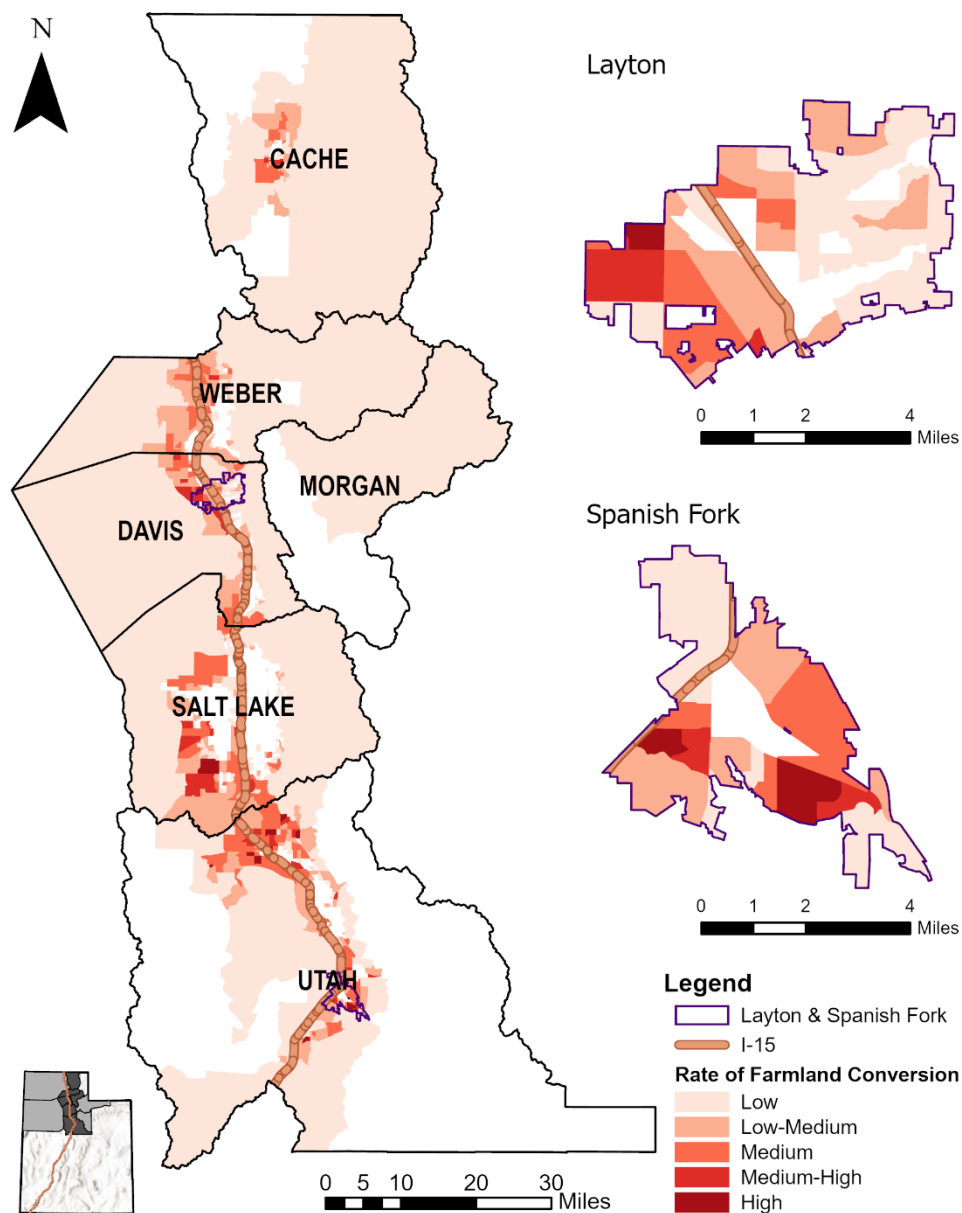 N
Layton
CACHE
WEBER
MORGAN
DAVIS
SALT LAKE
UTAH
0 1 2 4
Miles
Spanish Fork
0 1 2 4
Miles
Legend
Layton & Spanish Fork
I-15
Rate of Farmland Conversion
Low
Low-Medium
Medium
Medium-High
High
0 5 10 20 30
Miles